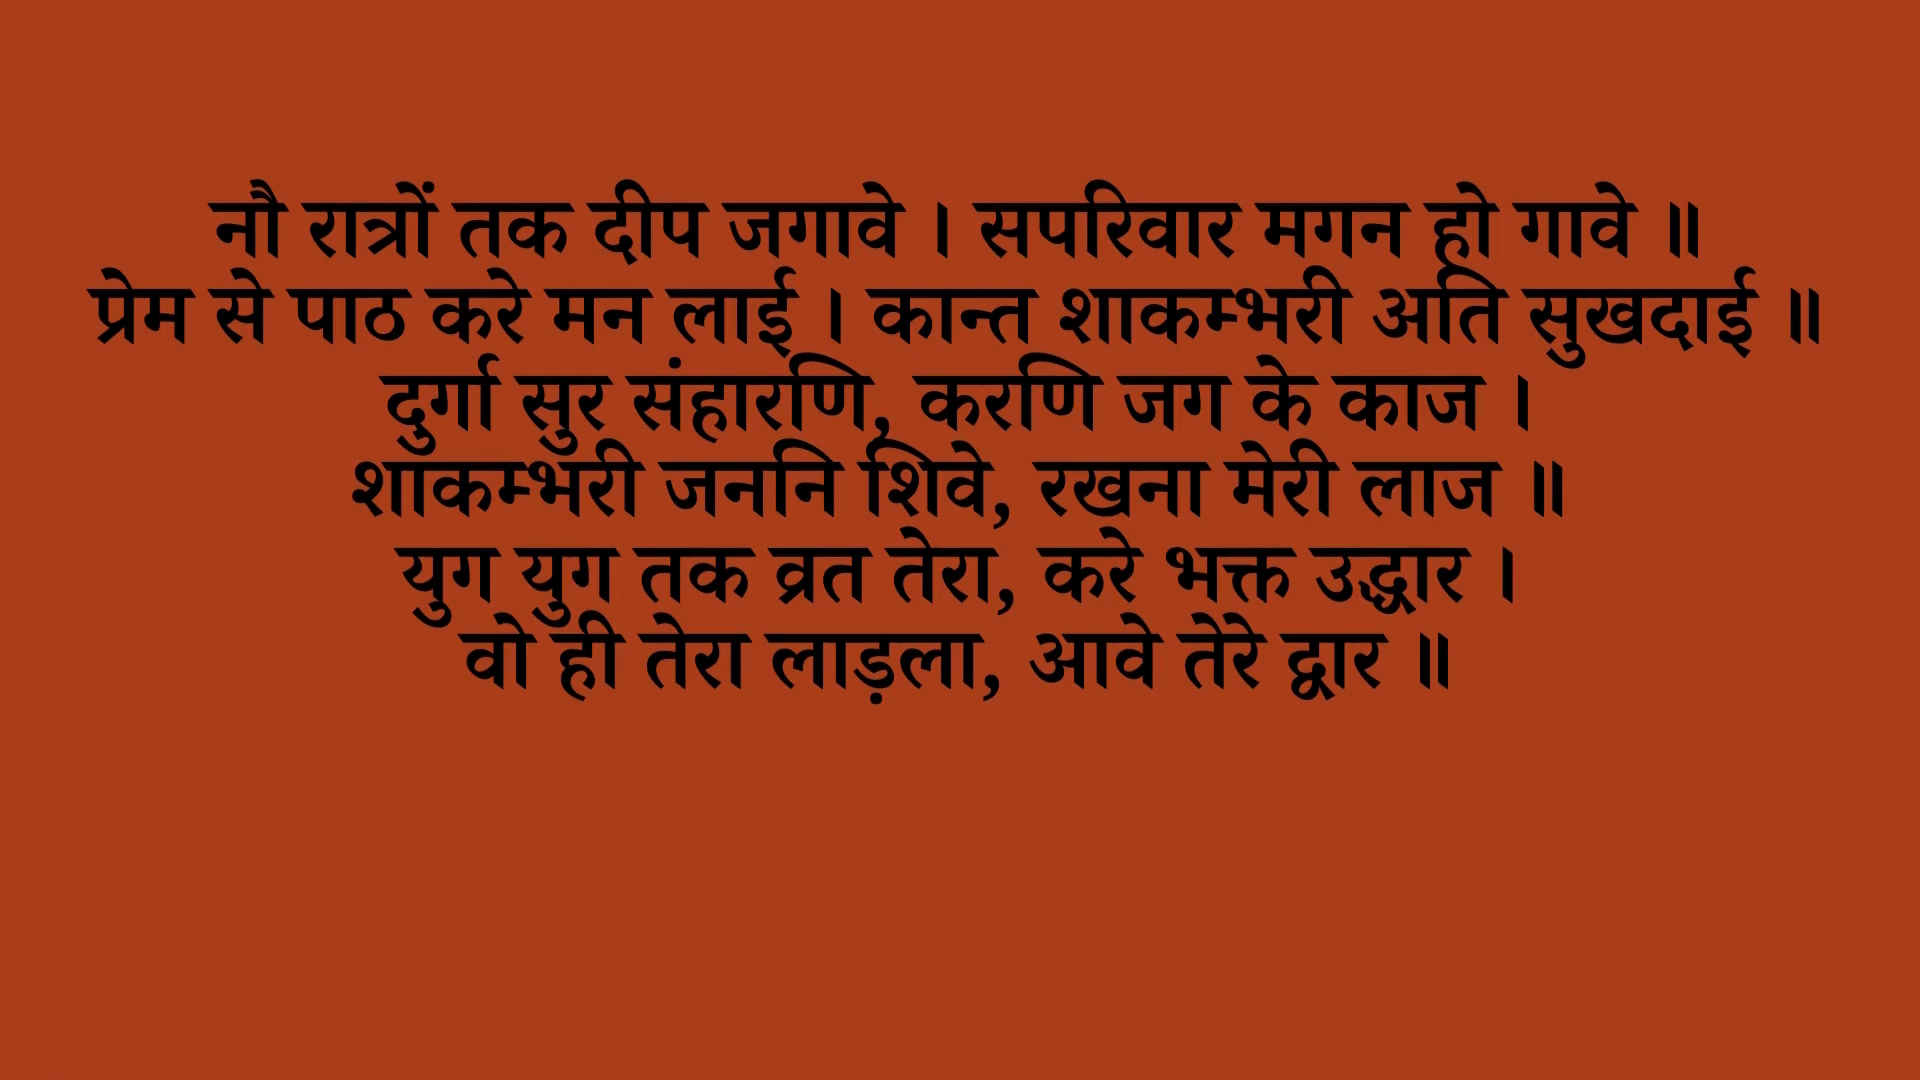 नौ रात्रों तक दीप जगावे । सपरिवार मगन हो गावे ॥
प्रेम से पाठ करे मन लाई । कान्त शाकम्भरी अति सुखदाई ॥
दुर्गा सुर संहारणि, करणि जग के काज ।
शाकम्भरी जननि शिवे, रखना मेरी लाज ॥
युग युग तक व्रत तेरा, करे भक्त उद्धार ।
वो ही तेरा लाड़ला, आवे तेरे द्वार ॥